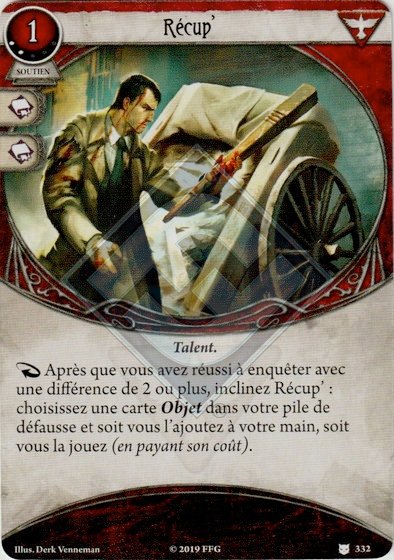 1
Récup'
SOUTIEN
Talent.
Après que vous avez réussi à enquêter avec
une différence de 2 ou plus, inclinez Récup' :
choisissez une carte Objet dans votre pile de
défausse et soit vous l'ajoutez à votre main, soit
vous la jouez (en payant son coût).
Illus. Derk Venneman © 2019 FFG 332